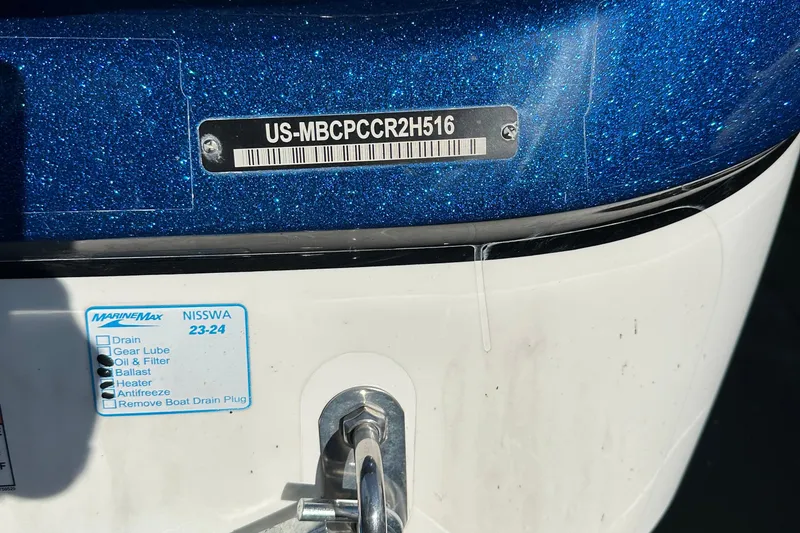 US-MBCPCCR2H516
MARINEMAX NISSWA
23-24
Drain
Gear Lube
Oil & Filter
Ballast
Heater
Antifreeze
Remove Boat Drain Plug